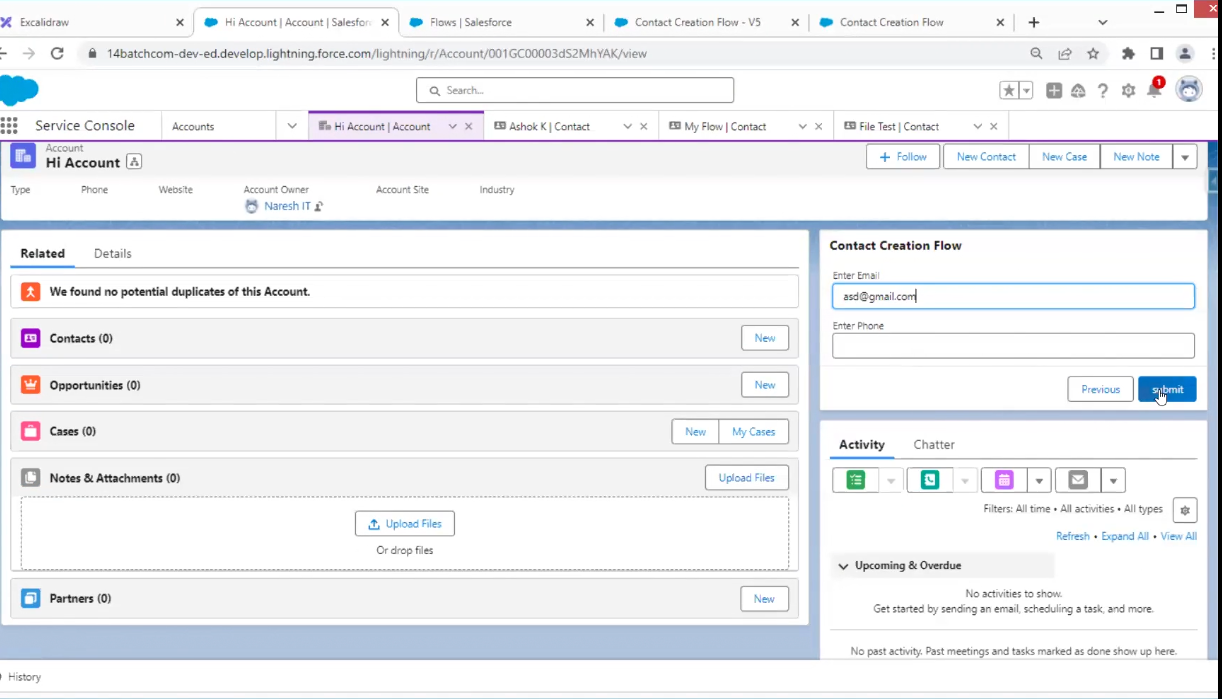 Excalidraw
Hi Account | Account | Salesforc
Flows | Salesforce
Contact Creation Flow - V5
Contact Creation Flow
14batchcom-dev-ed.develop.lightning.force.com/lightning/r/Account/001GC00003dS2MhYAK/view
Search...
1
Service Console
Accounts
Hi Account | Account
Ashok K | Contact
My Flow | Contact
File Test | Contact
Account
Hi Account
Follow
New Contact
New Case
New Note
Type
Phone
Website
Account Owner
Account Site
Industry
Naresh IT
Related
Details
We found no potential duplicates of this Account.
Contacts (0)
New
Opportunities (0)
New
Cases (0)
New
My Cases
Notes & Attachments (0)
Upload Files
Upload Files
Or drop files
Partners (0)
New
Contact Creation Flow
Enter Email
asd@gmail.com
Enter Phone
Previous
submit
Activity
Chatter
Filters: All time • All activities • All types
Refresh • Expand All • View All
Upcoming & Overdue
No activities to show.
Get started by sending an email, scheduling a task, and more.
No past activity. Past meetings and tasks marked as done show up here.
History